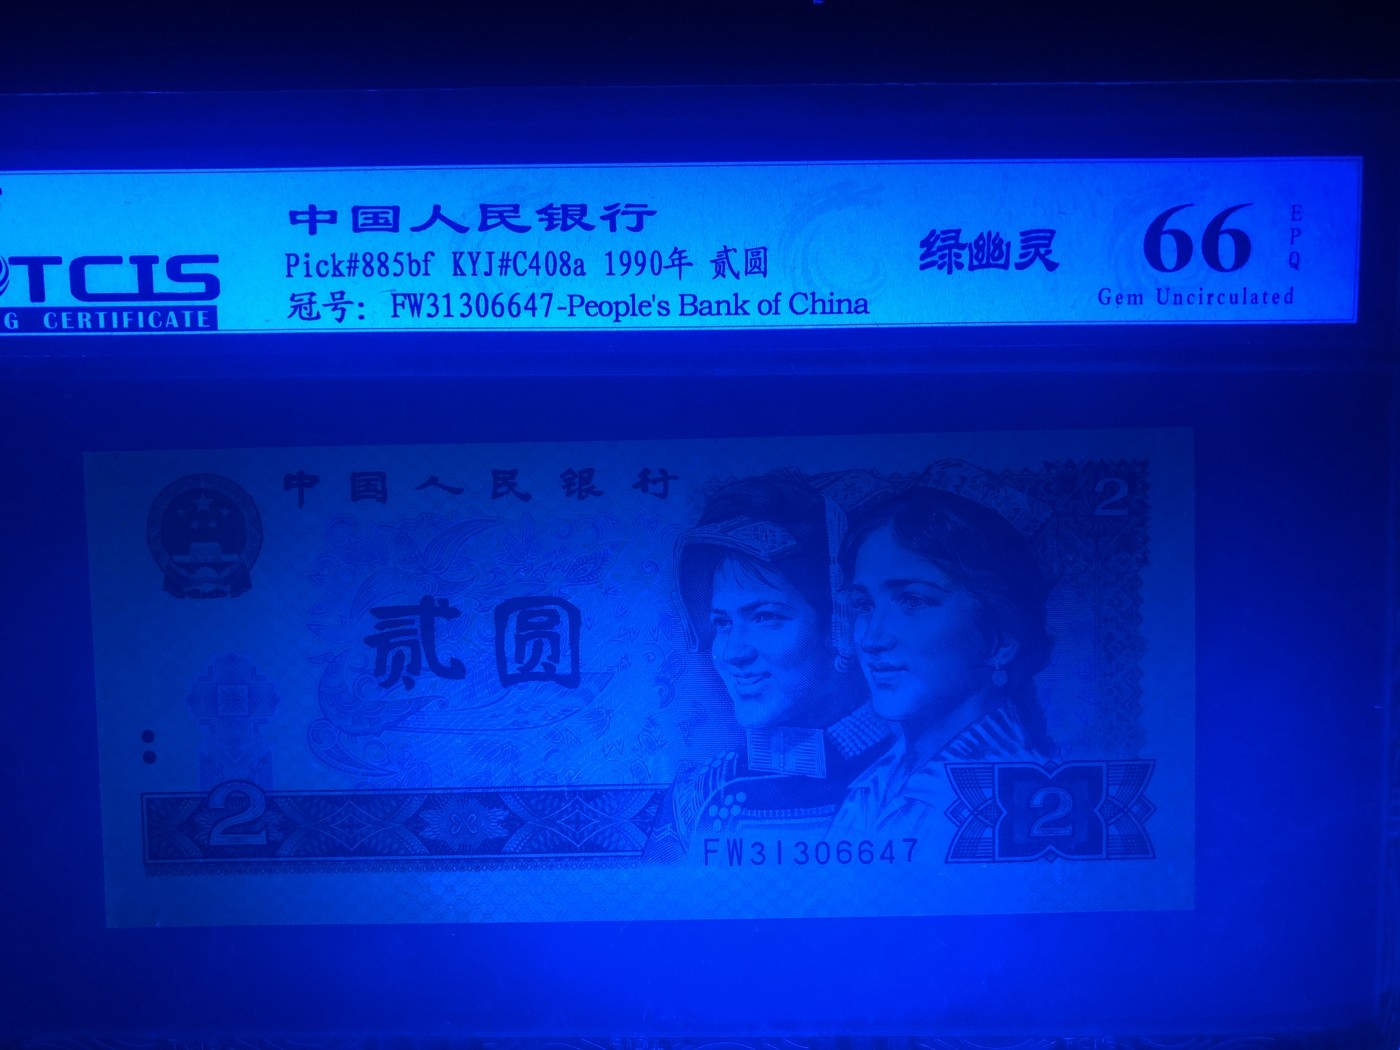 中国人民银行
Pick#885bf KYJ#C408a 1990年 贰圆
冠号: FW31306647-People's Bank of China
TCIS
G CERTIFICATE
绿幽灵
66
EPQ
Gem Uncirculated
中国人民银行
2
贰圆
2
2
FW31306647